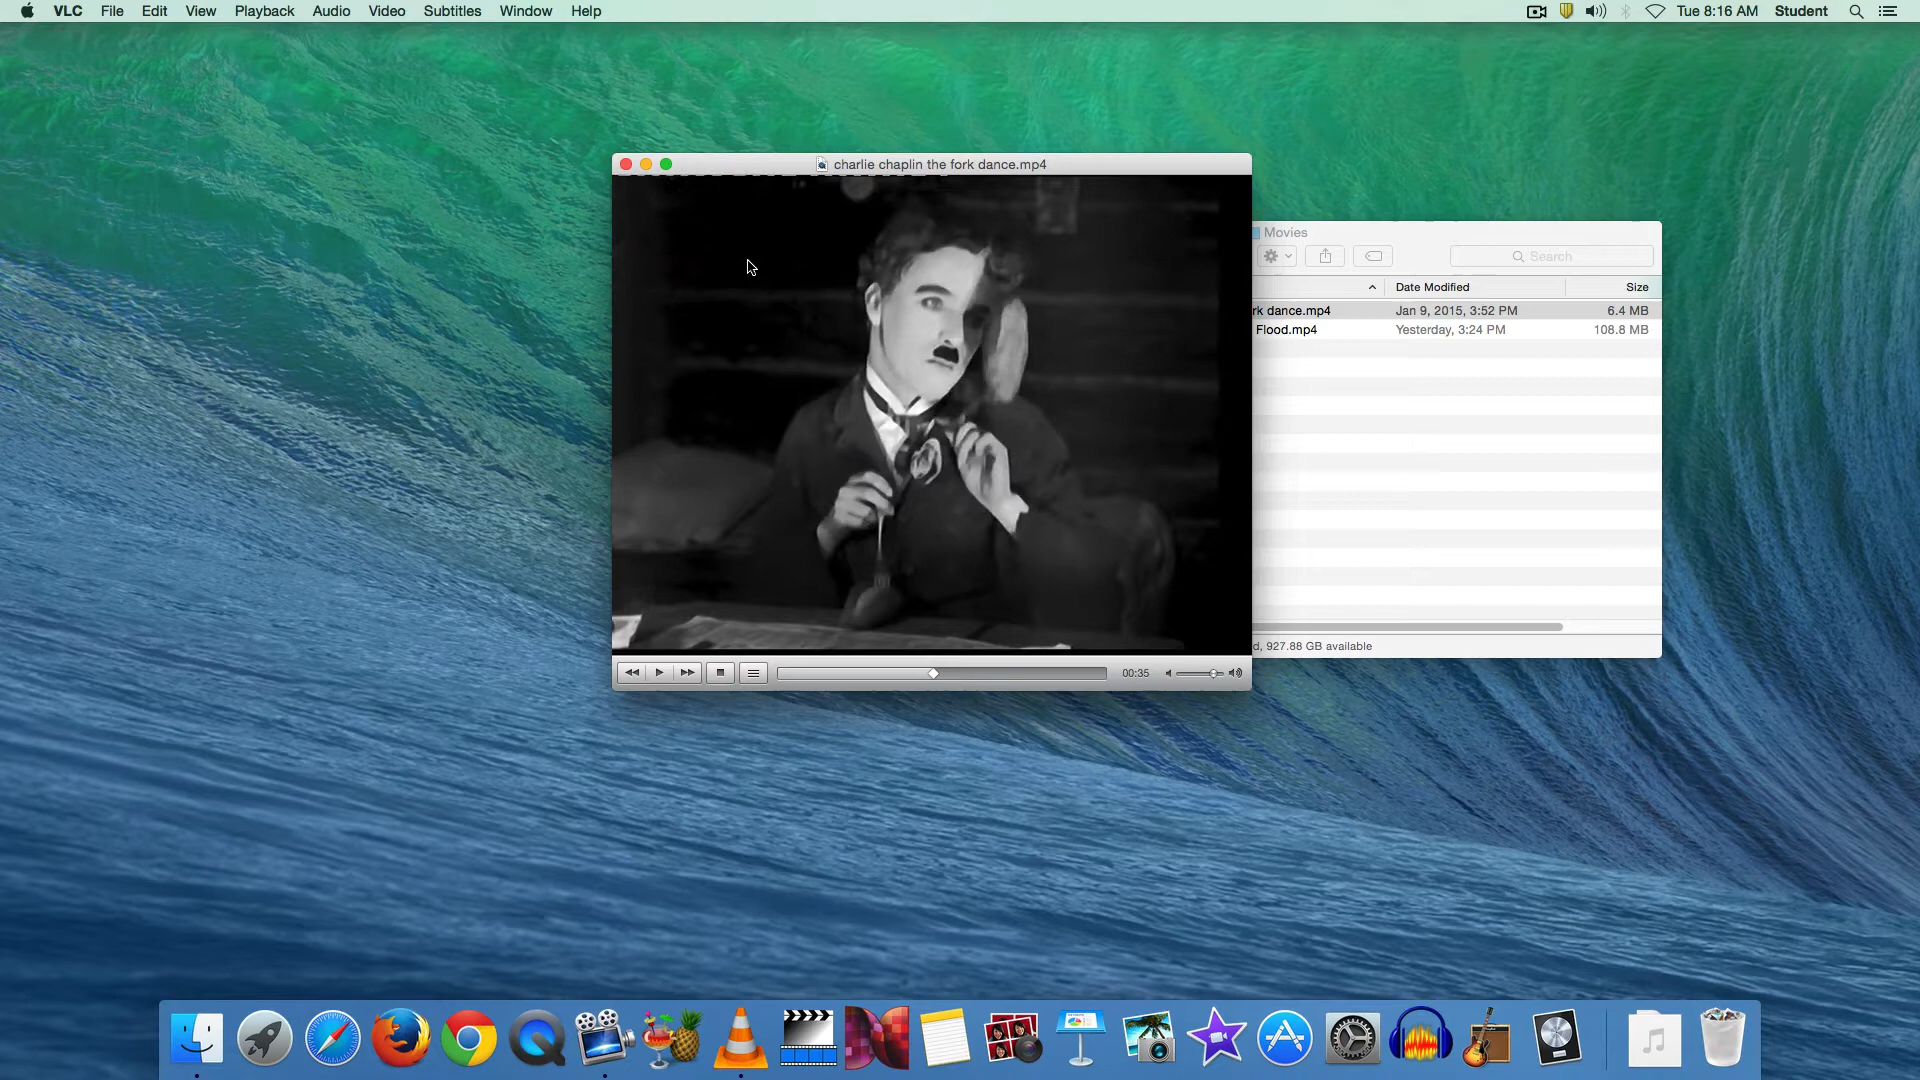 VLC File Edit View Playback Audio Video Subtitles Window Help Tue 8:16 AM Student
charlie chaplin the fork dance.mp4
Movies
Search
Date Modified Size
rk dance.mp4 Jan 9, 2015, 3:52 PM 6.4 MB
Flood.mp4 Yesterday, 3:24 PM 108.8 MB
d, 927.88 GB available
00:35